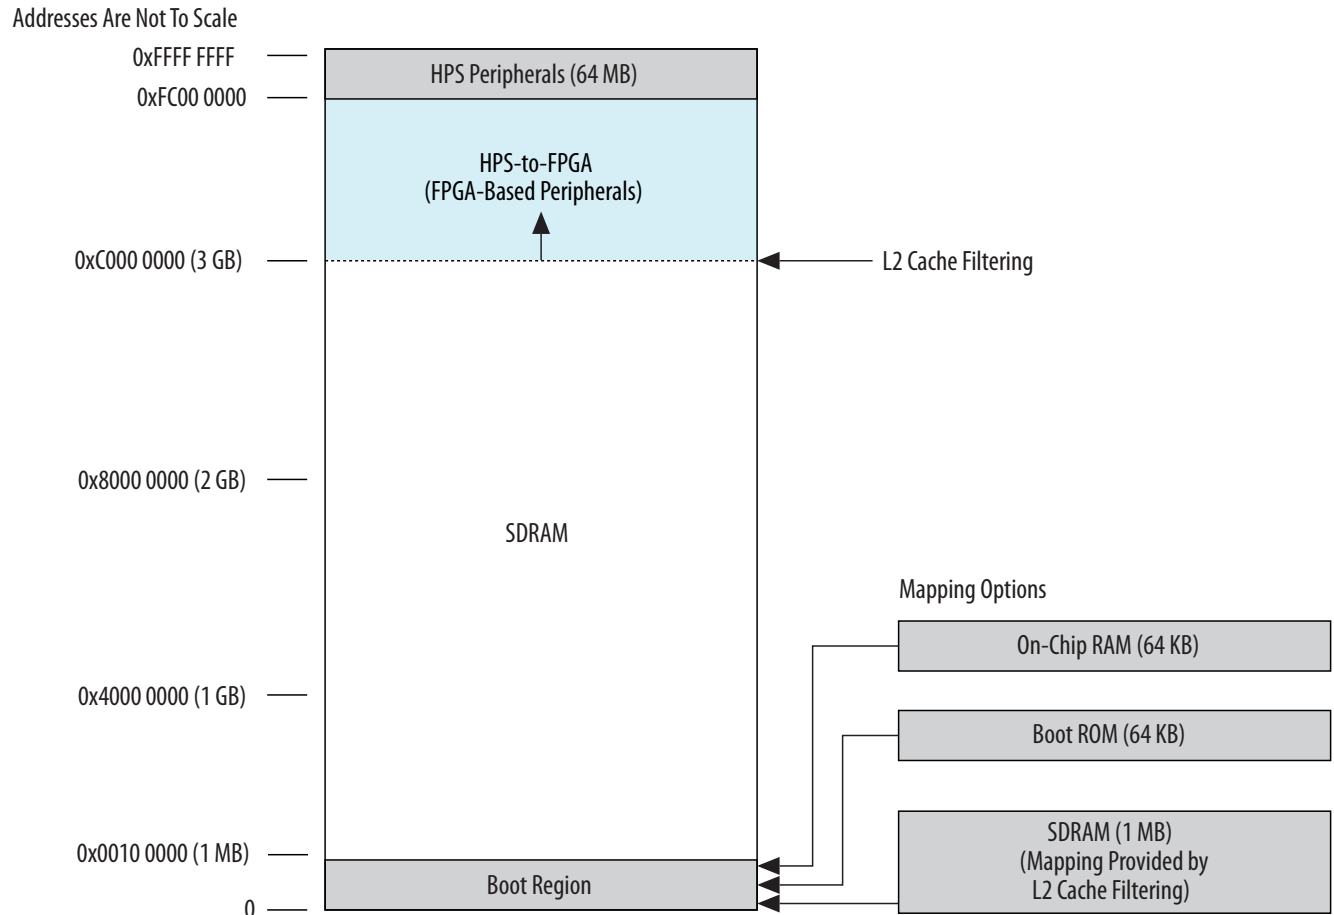 Addresses Are Not To Scale
0xFFFF FFFF
HPS Peripherals (64 MB)
0xFC00 0000
HPS-to-FPGA
(FPGA-Based Peripherals)
0xC000 0000 (3 GB)
L2 Cache Filtering
0x8000 0000 (2 GB)
SDRAM
Mapping Options
On-Chip RAM (64 KB)
0x4000 0000 (1 GB)
Boot ROM (64 KB)
SDRAM (1 MB)
(Mapping Provided by
L2 Cache Filtering)
0x0010 0000 (1 MB)
Boot Region
0